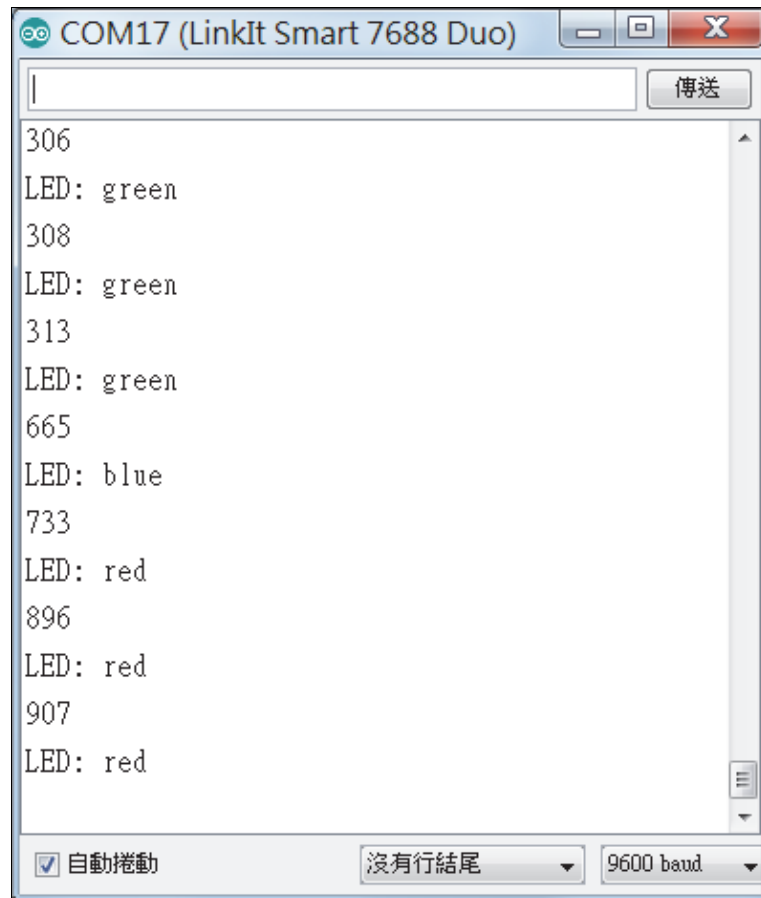 COM17 (LinkIt Smart 7688 Duo)
傳送
306
LED: green
308
LED: green
313
LED: green
665
LED: blue
733
LED: red
896
LED: red
907
LED: red
自動捲動 沒有行結尾 9600 baud